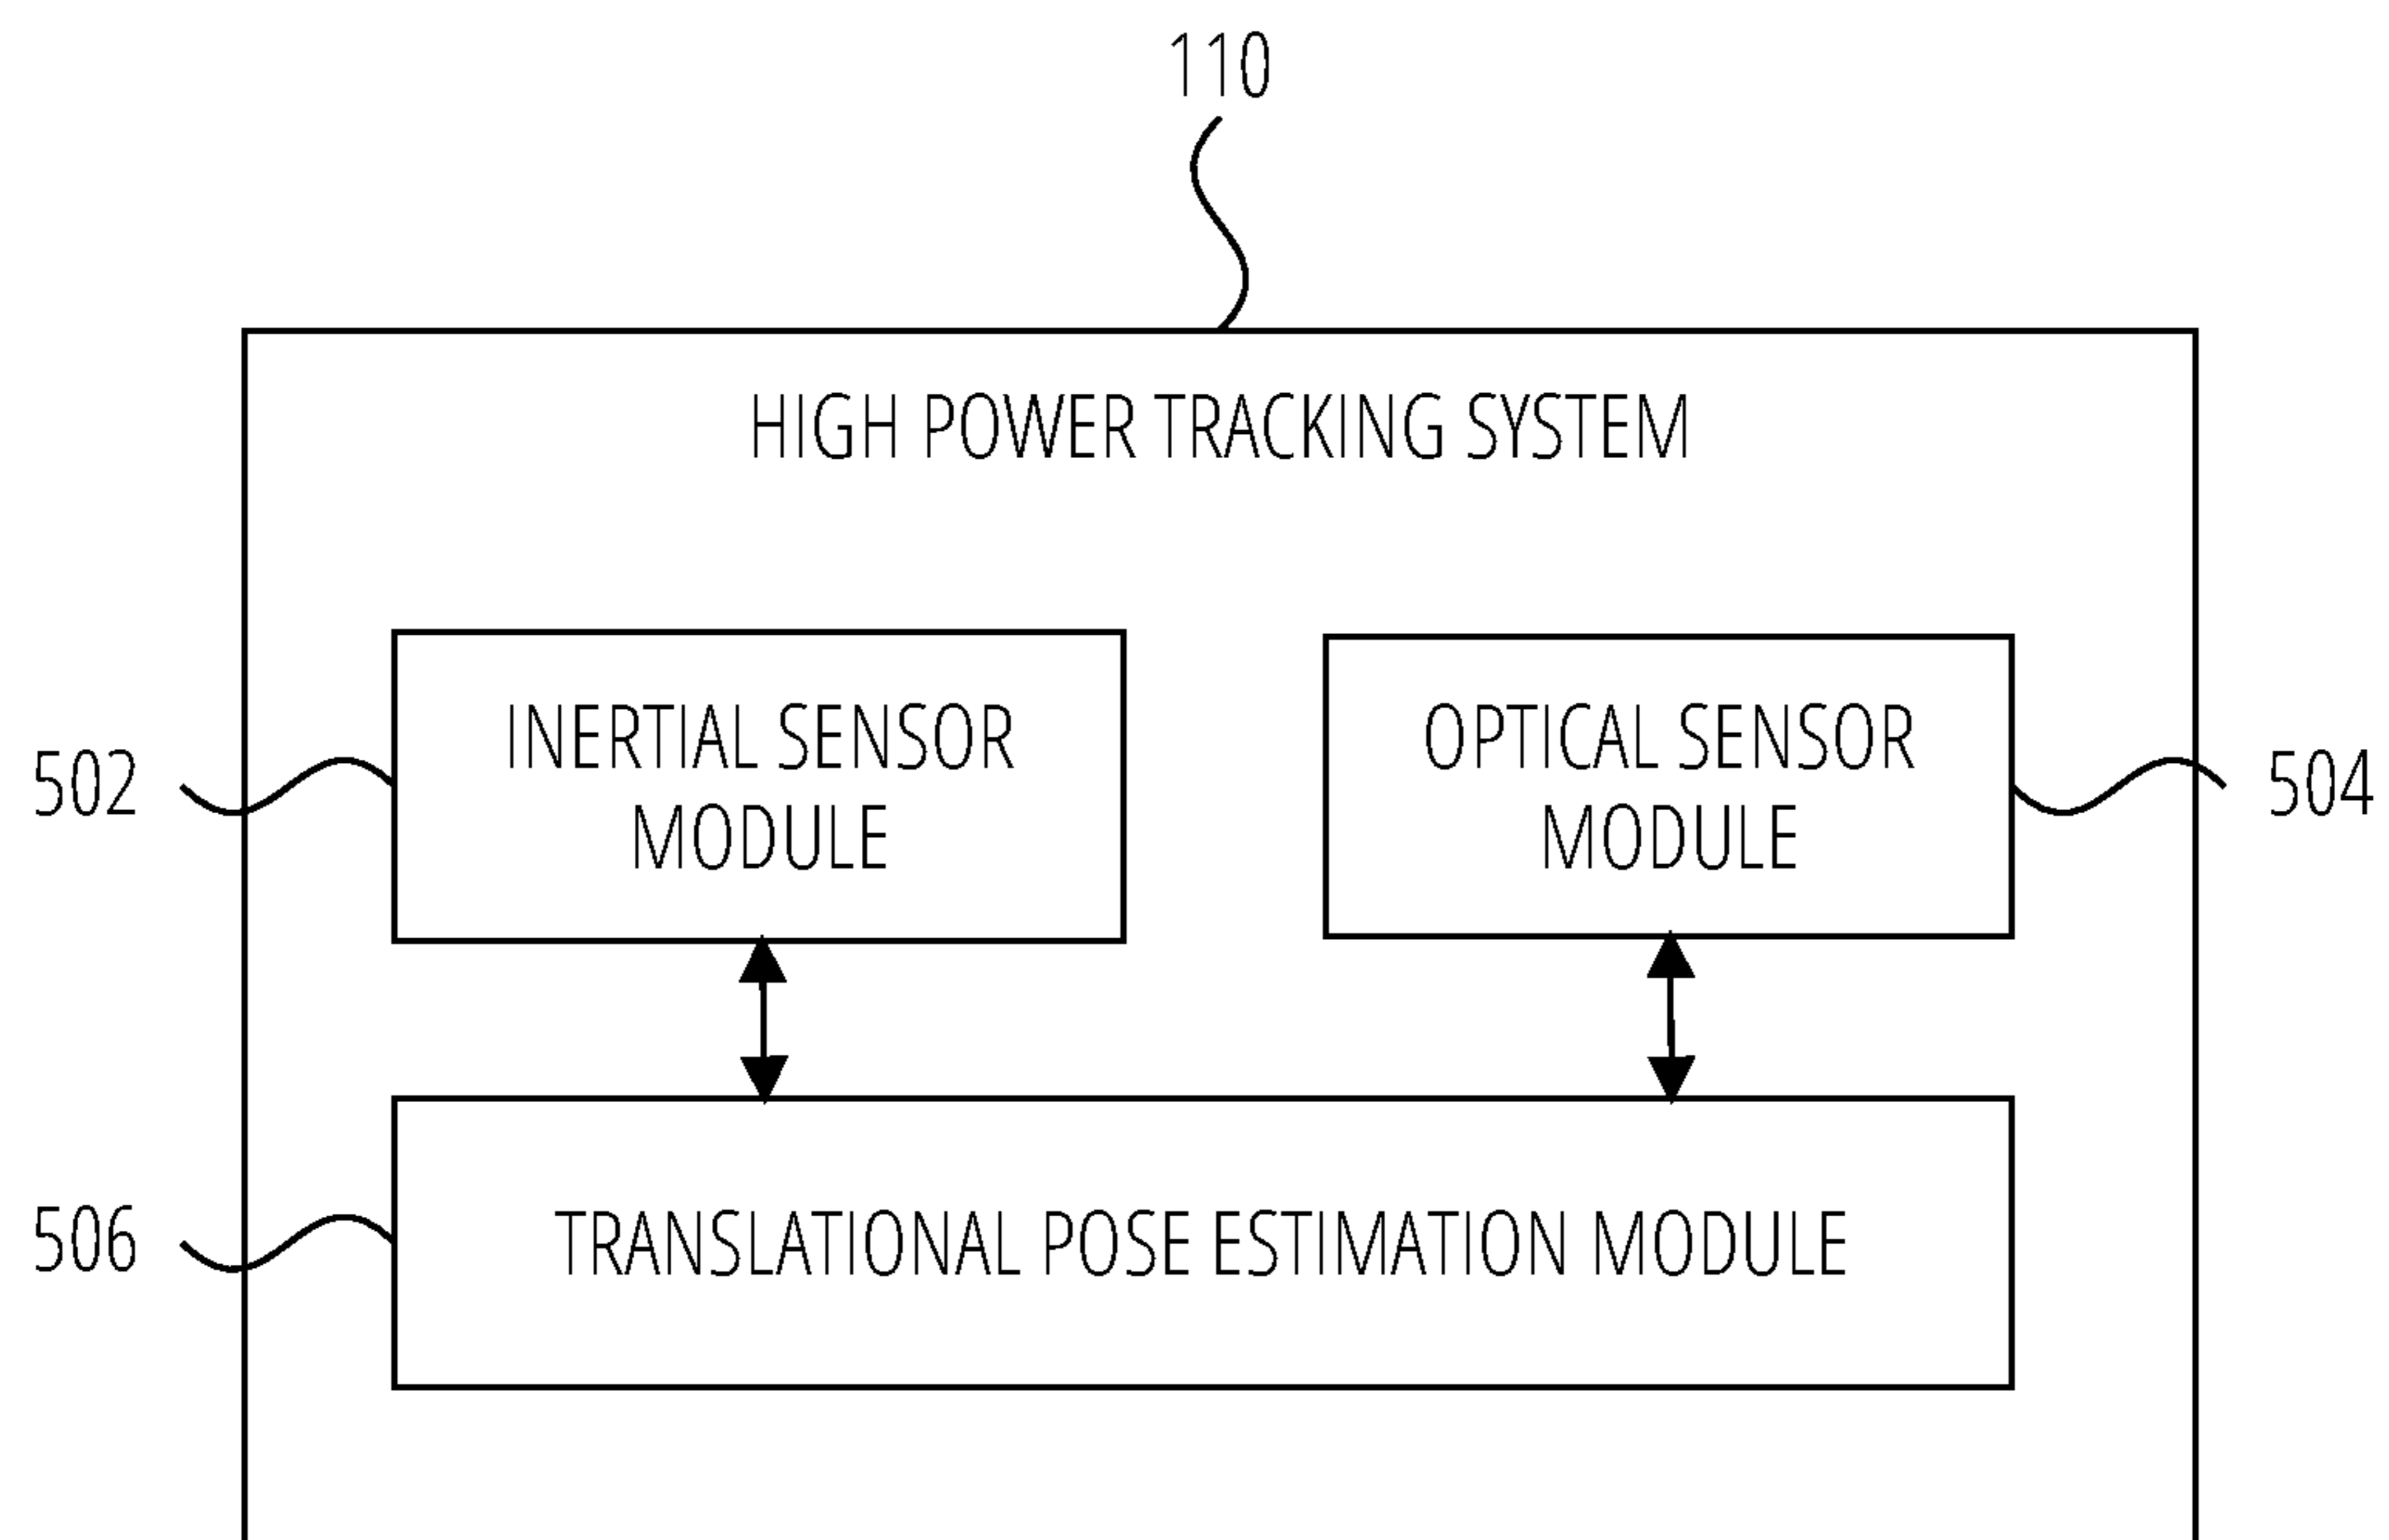 110
HIGH POWER TRACKING SYSTEM
INERTIAL SENSOR
MODULE
OPTICAL SENSOR
MODULE
502
504
506
TRANSLATIONAL POSE ESTIMATION MODULE